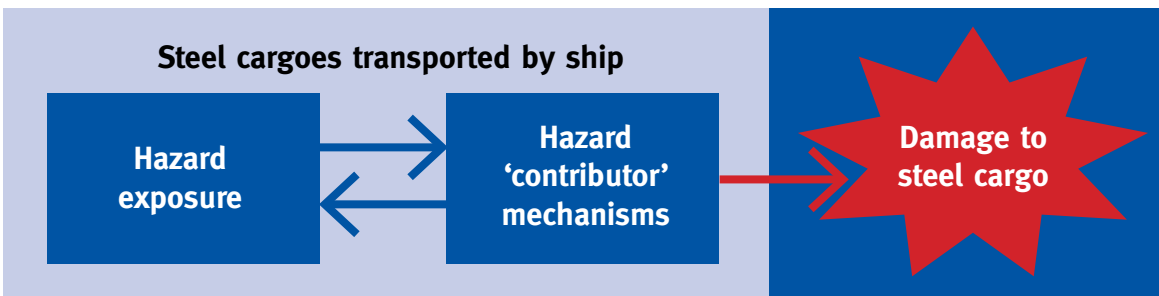 Steel cargoes transported by ship
Hazard
exposure
Hazard
‘contributor’
mechanisms
Damage to
steel cargo